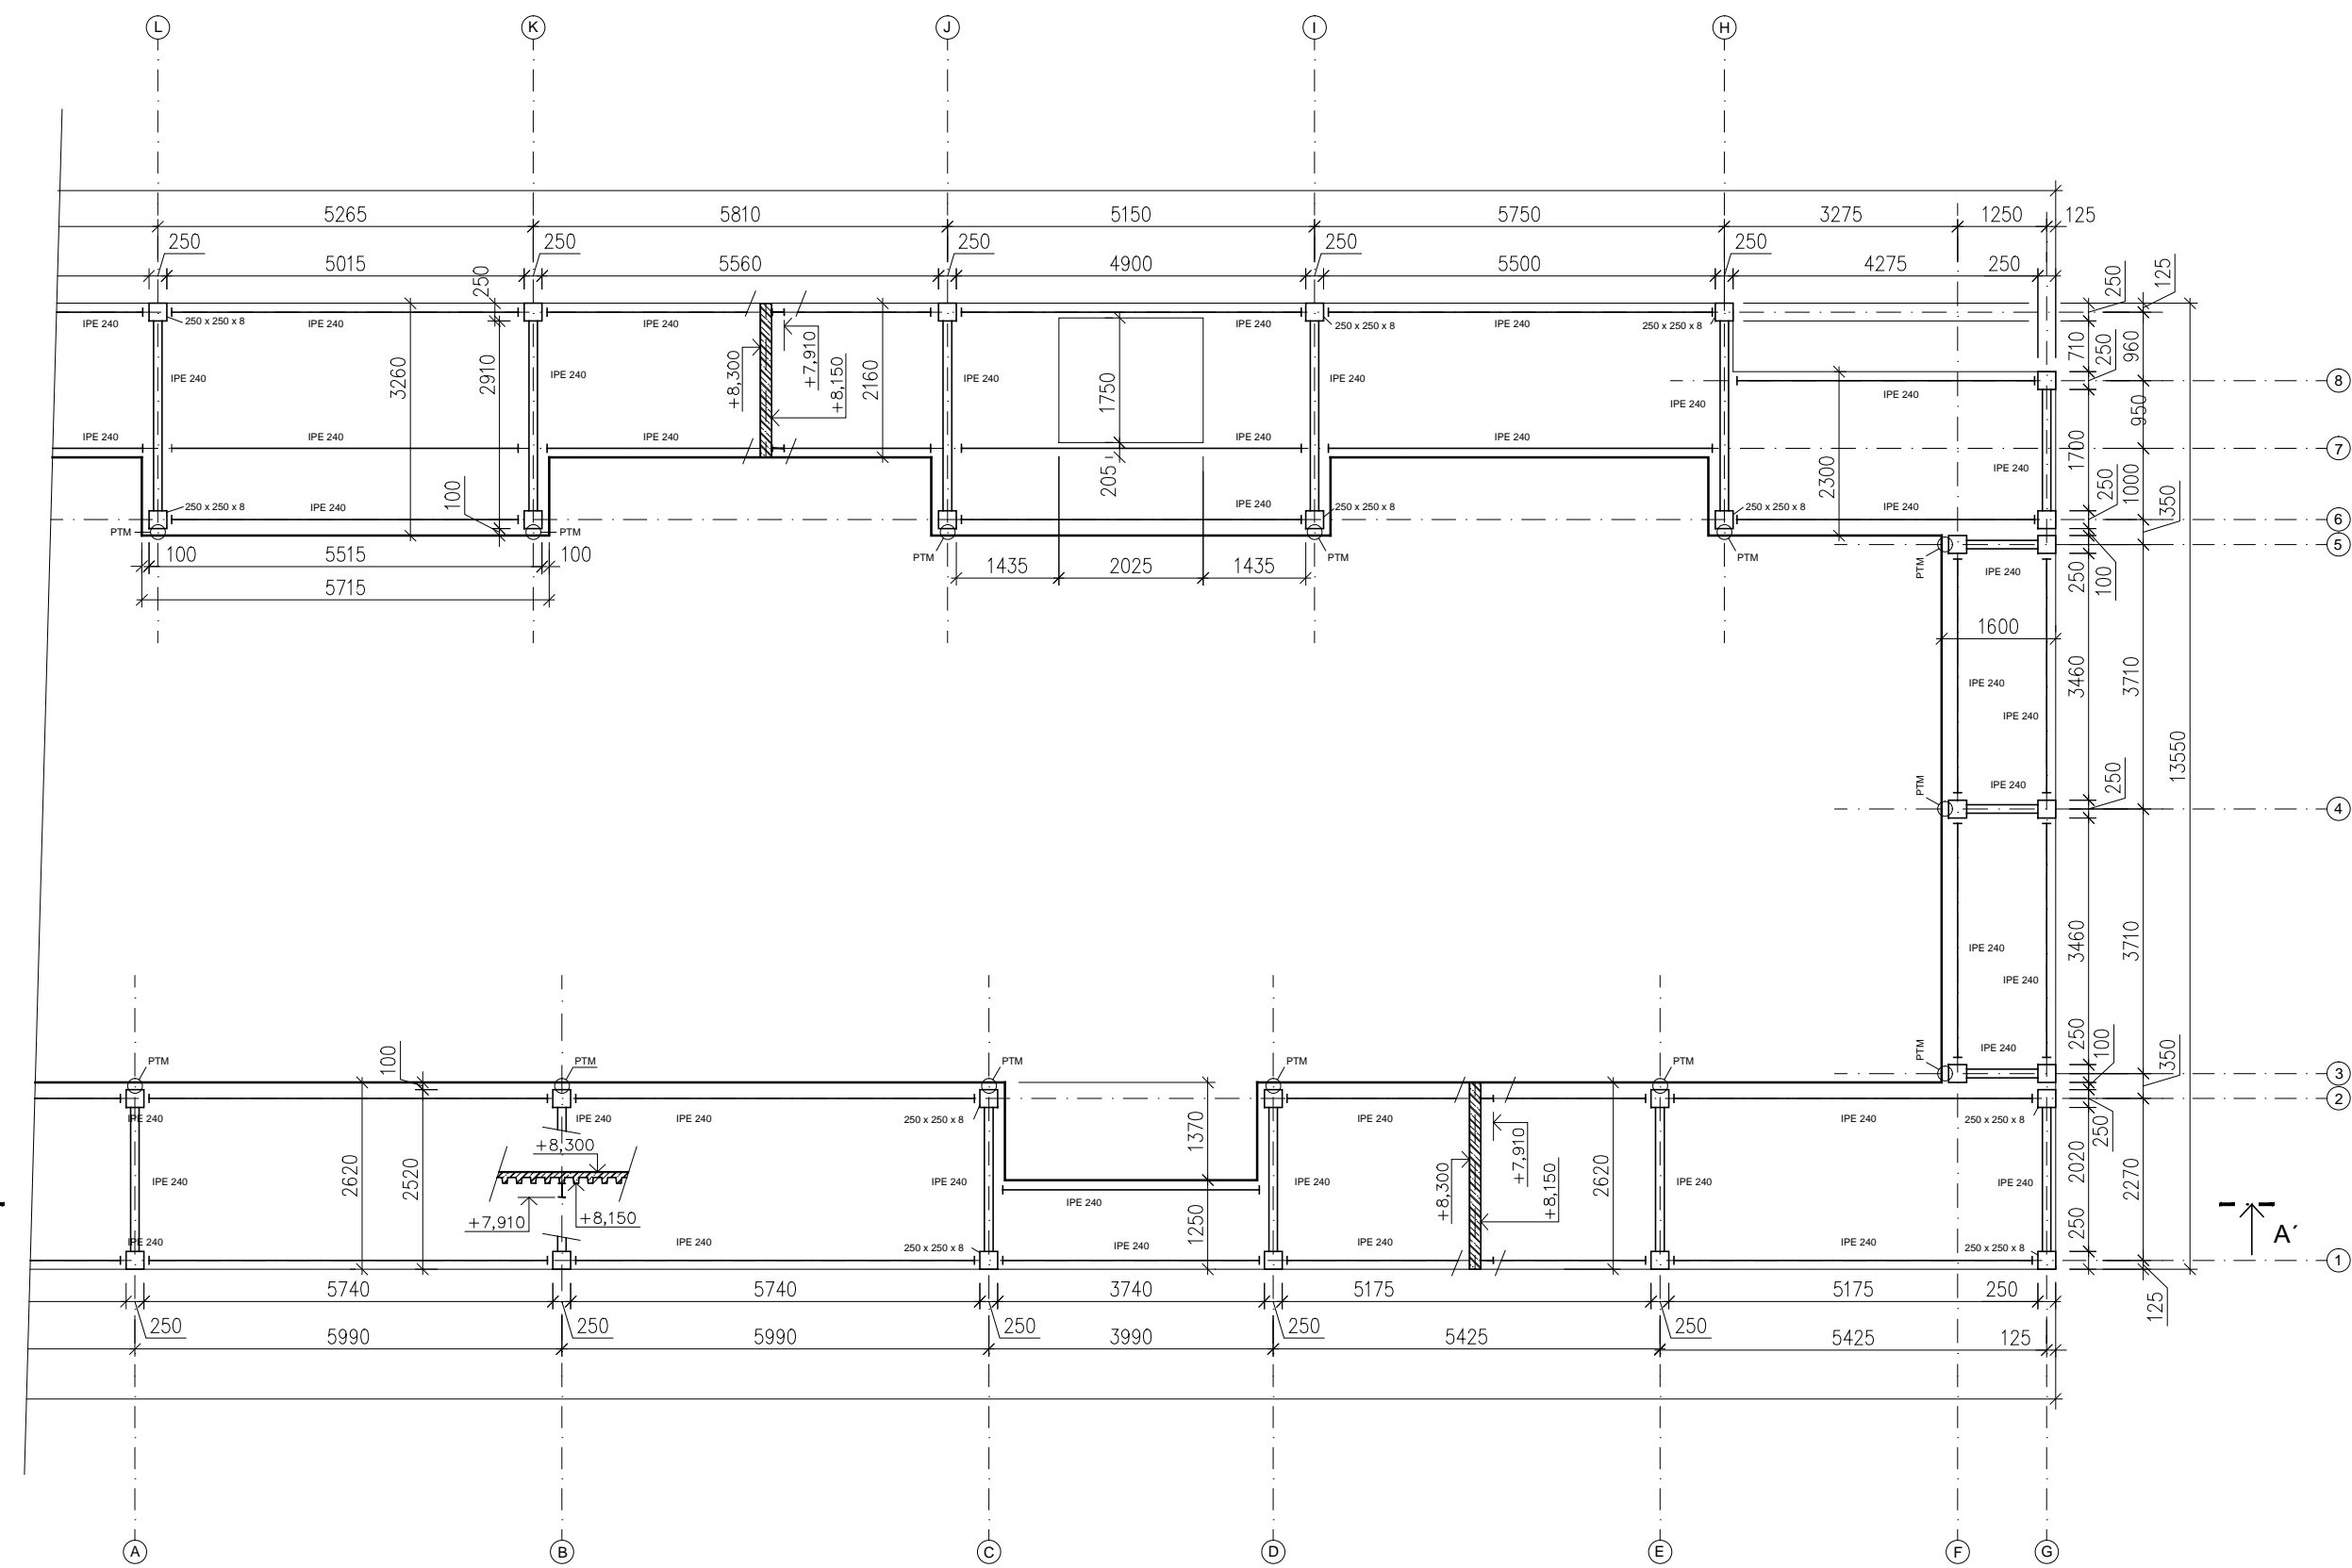 L K J I H
5265 5810 5150 5750 3275 1250 125
250 250 250 250 250
5015 5560 4900 5500 4275 250
250 250 125
IPE 240 250 x 250 x 8 IPE 240 IPE 240 IPE 240 250 x 250 x 8 IPE 240 250 x 250 x 8
3260 2910 +8,300 +7,910 +8,150 2160 1750 710 250 960
IPE 240 IPE 240 IPE 240 IPE 240 IPE 240 IPE 240 8
950
IPE 240 IPE 240 IPE 240 IPE 240 IPE 240 7
1700 IPE 240
100 205 2300 250 1000 350
250 x 250 x 8 IPE 240 IPE 240 250 x 250 x 8 250 x 250 x 8 IPE 240 6
PTM PTM PTM PTM PTM PTM 5
100 5515 100 1435 2025 1435 IPE 240 250 100
5715
1600
3460 3710
IPE 240
IPE 240
13550
PTM IPE 240 250
4
3460 3710
IPE 240
IPE 240
PTM PTM PTM PTM PTM PTM IPE 240 250 100 350
100 3
2
IPE 240 IPE 240 IPE 240 250 x 250 x 8 1370 IPE 240 IPE 240 250 x 250 x 8 250
+8,300 +7,910
2620 2520 2620 2020 2270
IPE 240 IPE 240 IPE 240 +8,300 +8,150 IPE 240 IPE 240
+7,910 +8,150 IPE 240 1250 250 A´
IPE 240 IPE 240 250 x 250 x 8 IPE 240 IPE 240 IPE 240 250 x 250 x 8
1
5740 5740 3740 5175 5175 250 125
250 250 250 250 250
5990 5990 3990 5425 5425 125
A B C D E F G